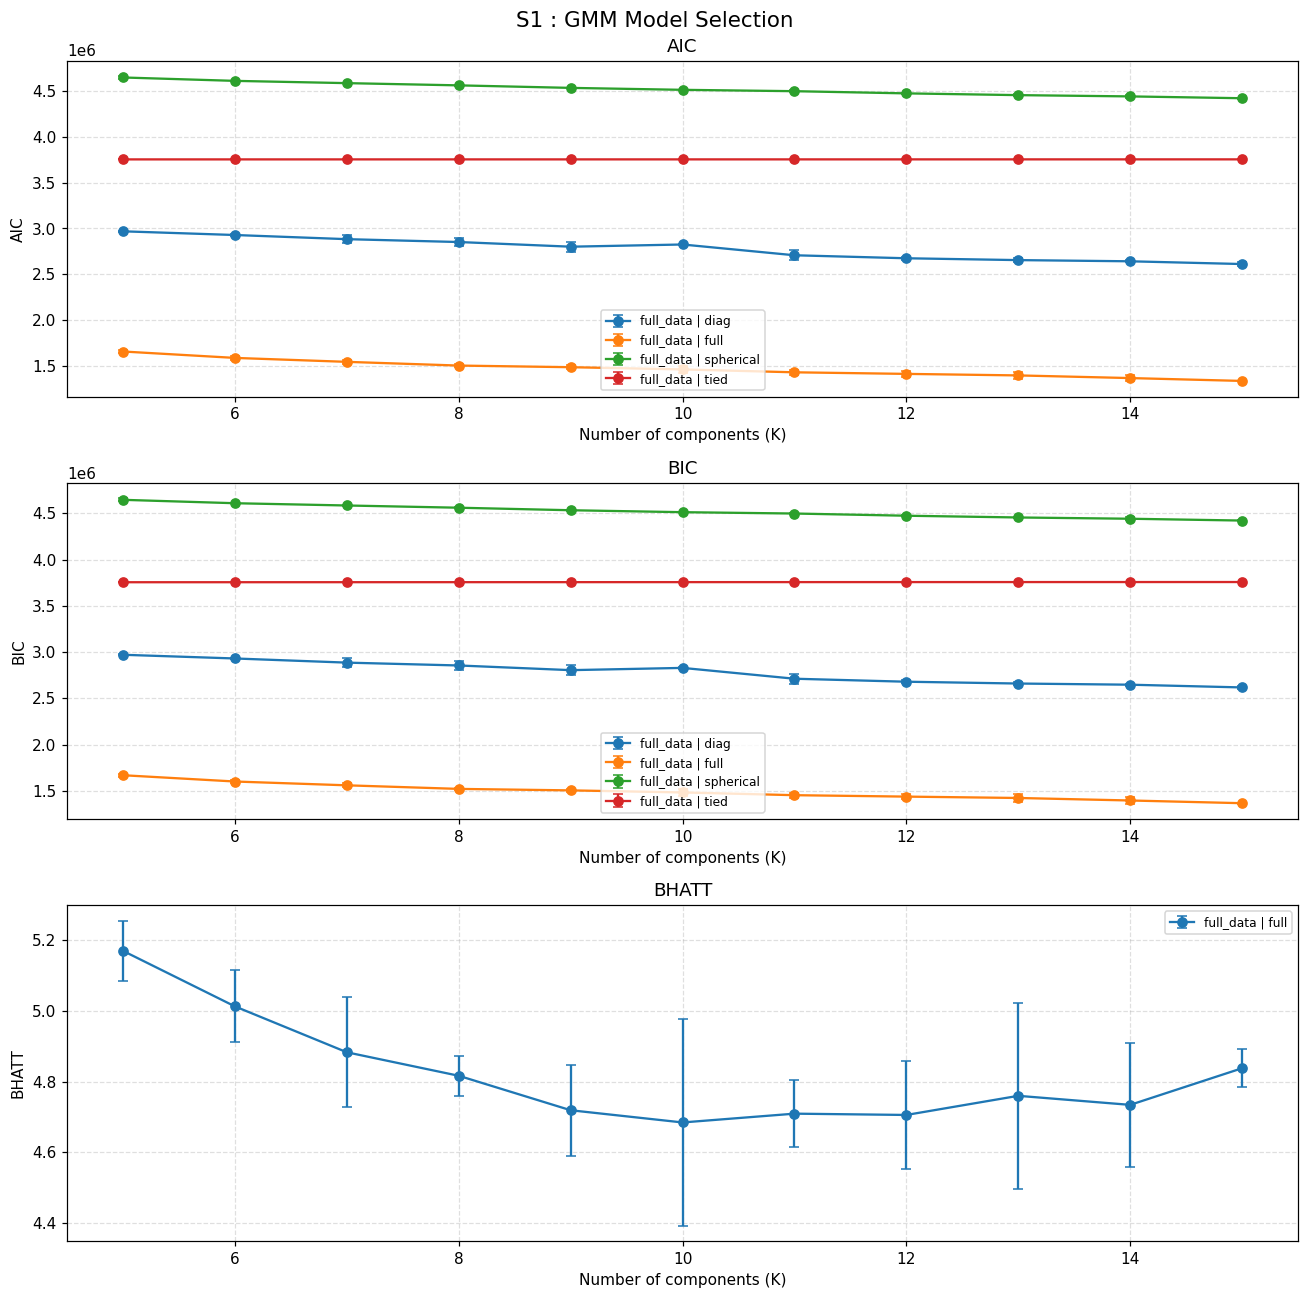 S1 : GMM Model Selection
AIC
1e6
4.5
4.0
3.5
3.0
2.5
2.0
1.5
AIC
full_data | diag
full_data | full
full_data | spherical
full_data | tied
6 8 10 12 14
Number of components (K)
BIC
1e6
4.5
4.0
3.5
3.0
2.5
2.0
1.5
BIC
full_data | diag
full_data | full
full_data | spherical
full_data | tied
6 8 10 12 14
Number of components (K)
BHATT
5.2
5.0
4.8
4.6
4.4
BHATT
full_data | full
6 8 10 12 14
Number of components (K)